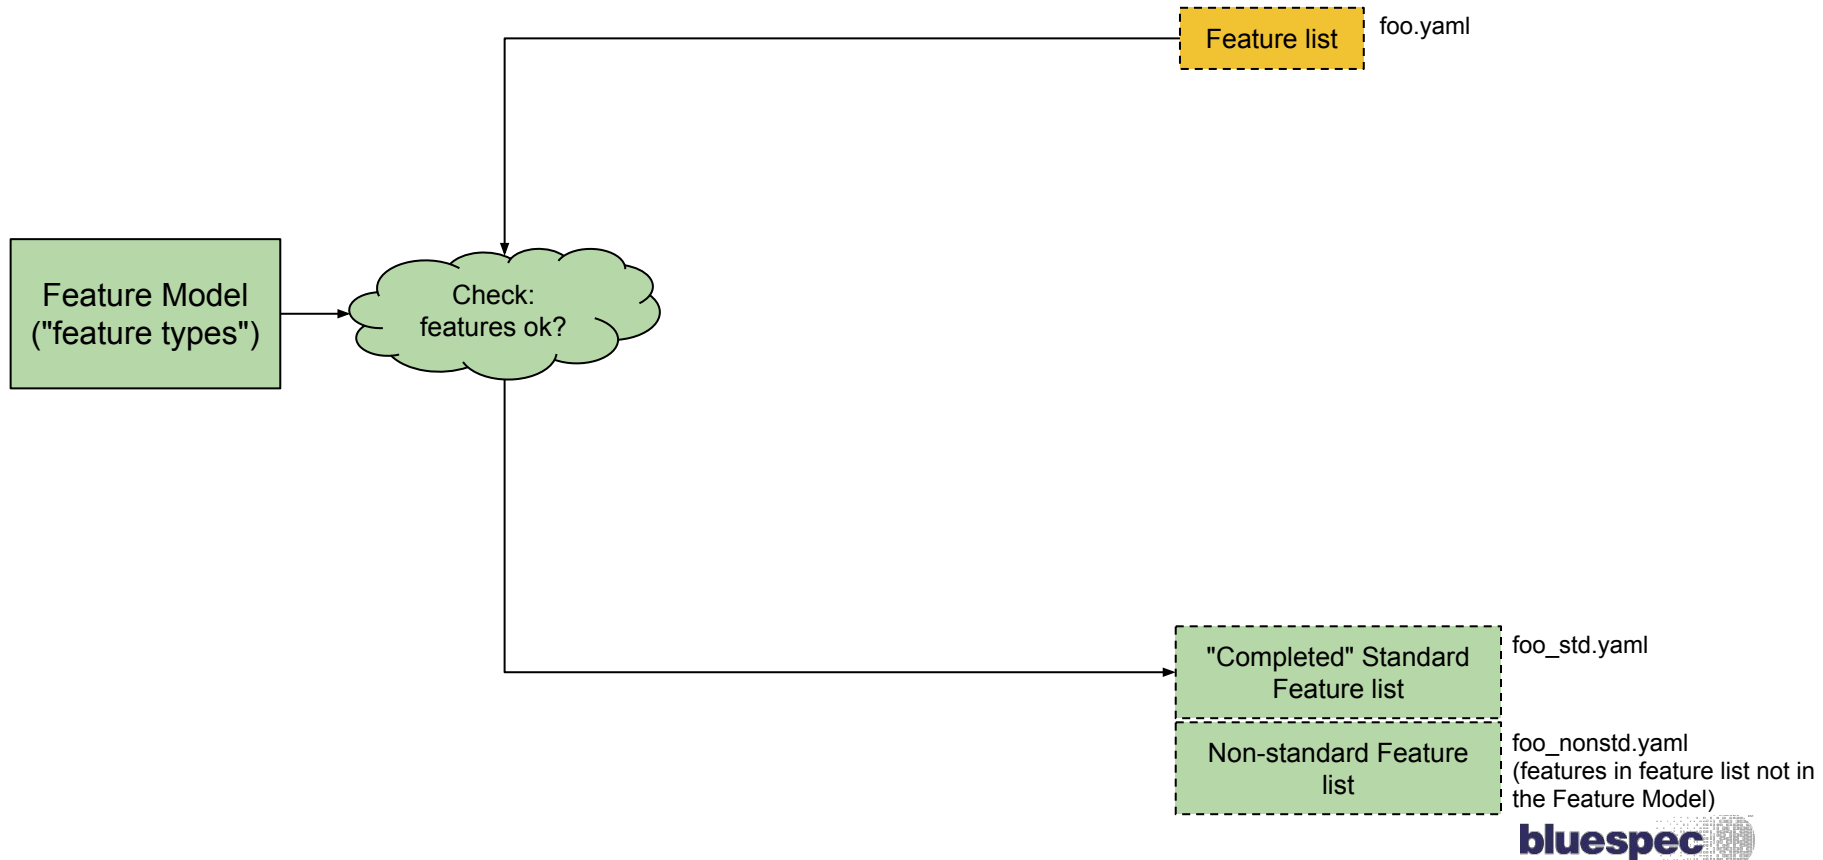 Feature list
foo.yaml
Feature Model
("feature types")
Check:
features ok?
"Completed" Standard
Feature list
foo_std.yaml
Non-standard Feature
list
foo_nonstd.yaml
(features in feature list not in
the Feature Model)
bluespec